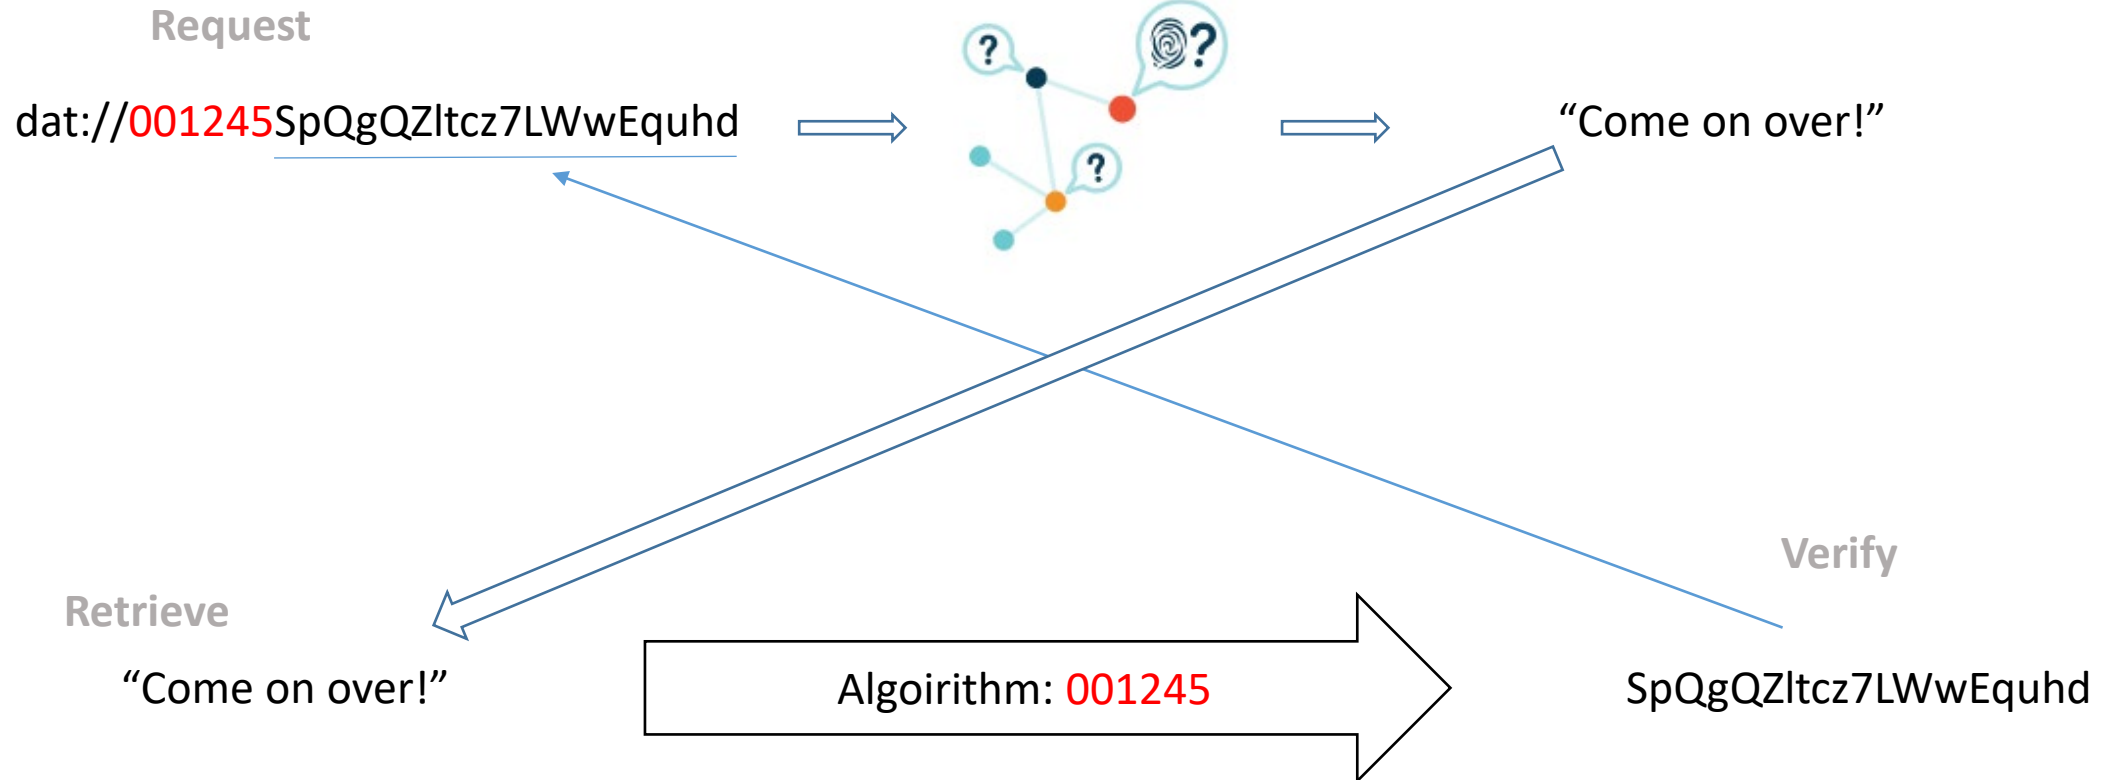 Request
?
?
dat://001245SpQgQZltcz7LWwEquhd
“Come on over!”
?
Verify
Retrieve
“Come on over!”
Algoirithm: 001245
SpQgQZltcz7LWwEquhd